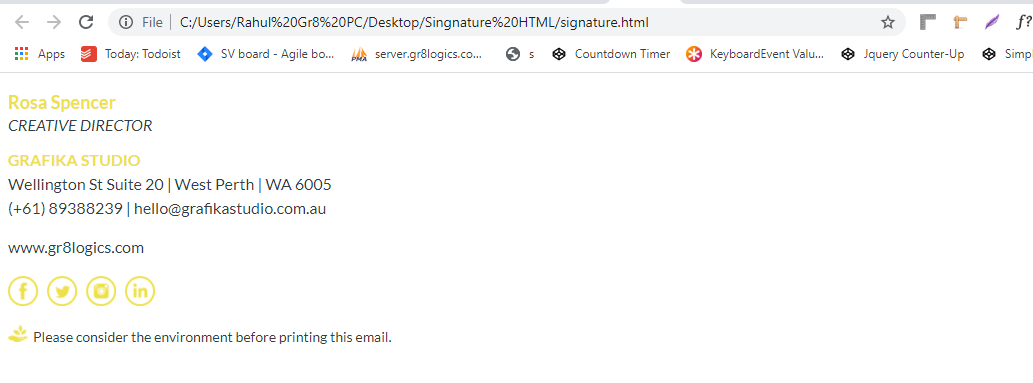 File | C:/Users/Rahul%20Gr8%20PC/Desktop/Singnature%20HTML/signature.html
f?
Apps Today: Todoist SV board - Agile bo... PMA server.gr8logics.co... s Countdown Timer KeyboardEvent Valu... Jquery Counter-Up Simpl
Rosa Spencer
CREATIVE DIRECTOR
GRAFIKA STUDIO
Wellington St Suite 20 | West Perth | WA 6005
(+61) 89388239 | hello@grafikastudio.com.au
www.gr8logics.com
f in
Please consider the environment before printing this email.